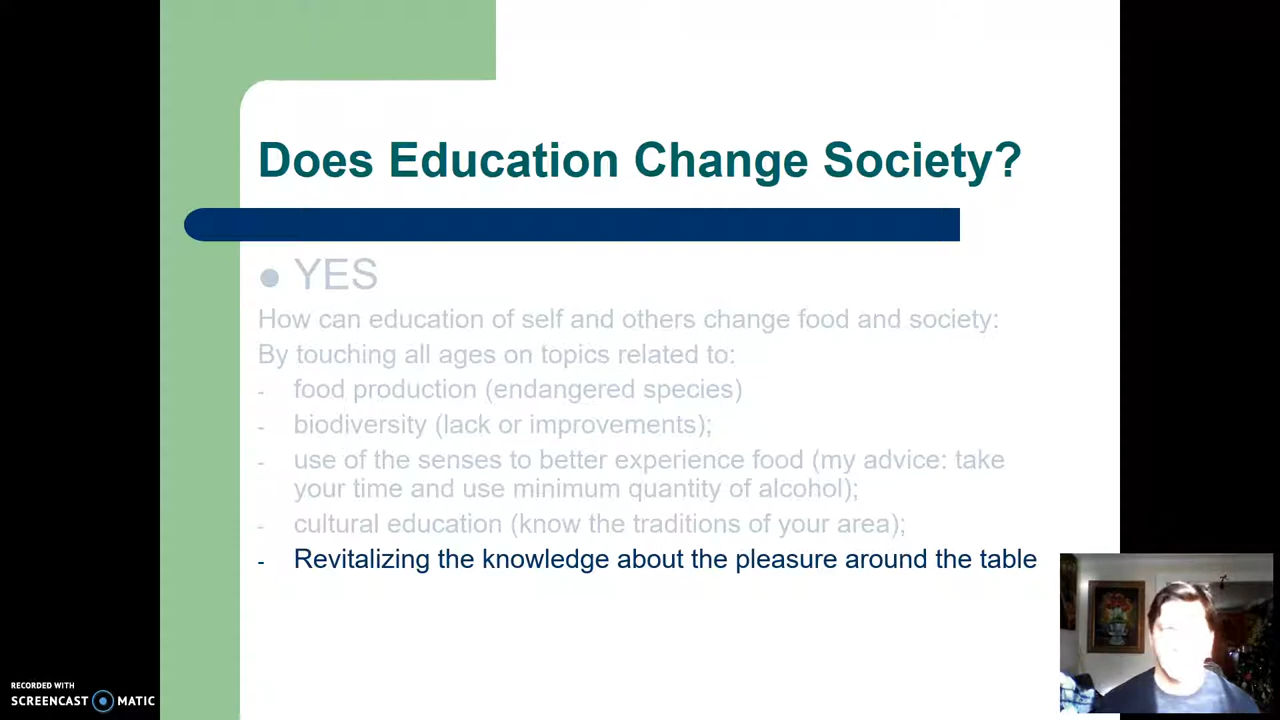 Does Education Change Society?
● YES
How can education of self and others change food and society:
By touching all ages on topics related to:
- food production (endangered species)
- biodiversity (lack or improvements);
- use of the senses to better experience food (my advice: take
your time and use minimum quantity of alcohol);
- cultural education (know the traditions of your area);
- Revitalizing the knowledge about the pleasure around the table
RECORDED WITH
SCREENCAST MATIC